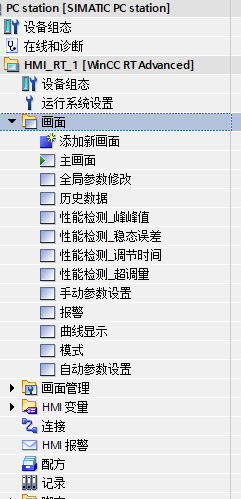 PC station [SIMATIC PC station]
设备组态
在线和诊断
HMI_RT_1 [WinCC RT Advanced]
设备组态
运行系统设置
画面
添加新画面
主画面
全局参数修改
历史数据
性能检测_峰峰值
性能检测_稳态误差
性能检测_调节时间
性能检测_超调量
手动参数设置
报警
曲线显示
模式
自动参数设置
画面管理
HMI 变量
连接
HMI 报警
配方
记录